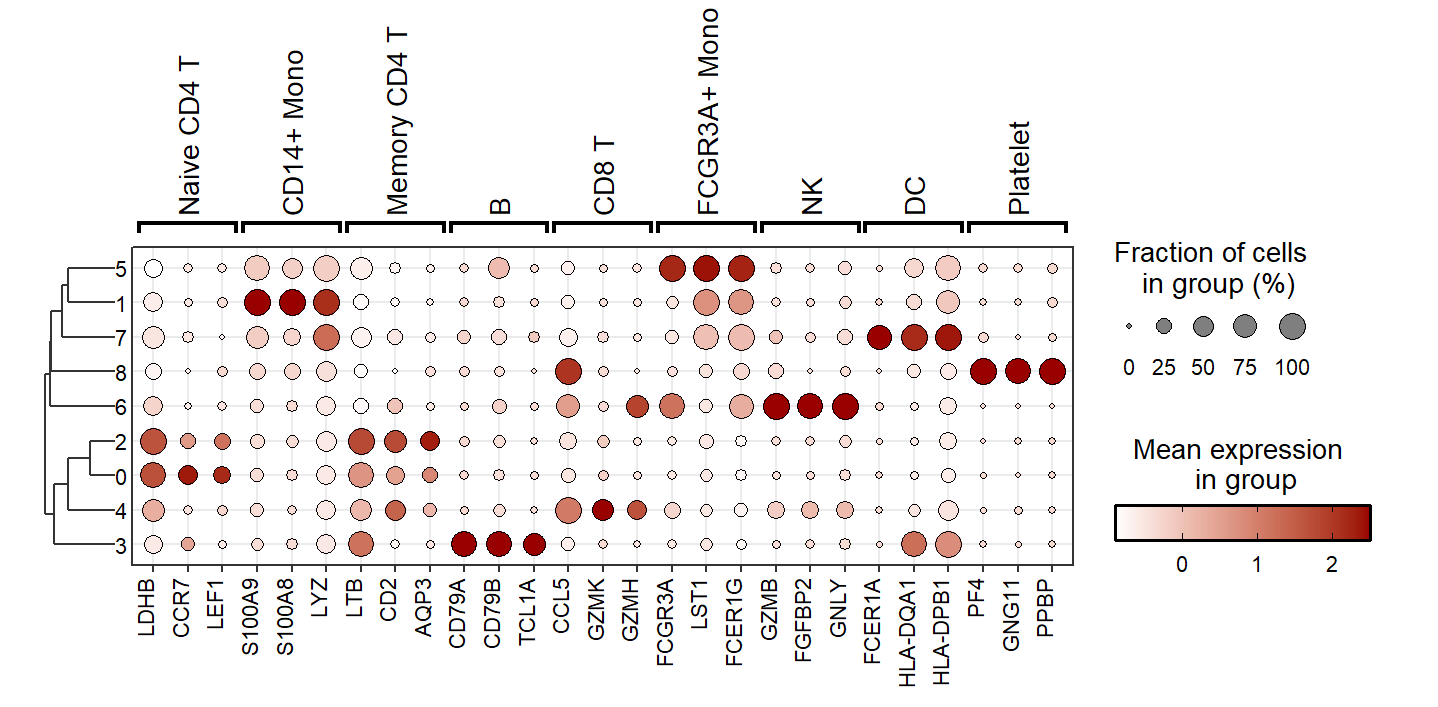 Naive CD4 T
CD14+ Mono
Memory CD4 T
B
CD8 T
FCGR3A+ Mono
NK
DC
Platelet
5
1
7
8
6
2
0
4
3
LDHB
CCR7
LEF1
S100A9
S100A8
LYZ
LTB
CD2
AQP3
CD79A
CD79B
TCL1A
CCL5
GZMK
GZMH
FCGR3A
LST1
FCER1G
GZMB
FGFBP2
GNLY
FCER1A
HLA-DQA1
HLA-DPB1
PF4
GNG11
PPBP
Fraction of cells
in group (%)
0 25 50 75 100
Mean expression
in group
0 1 2